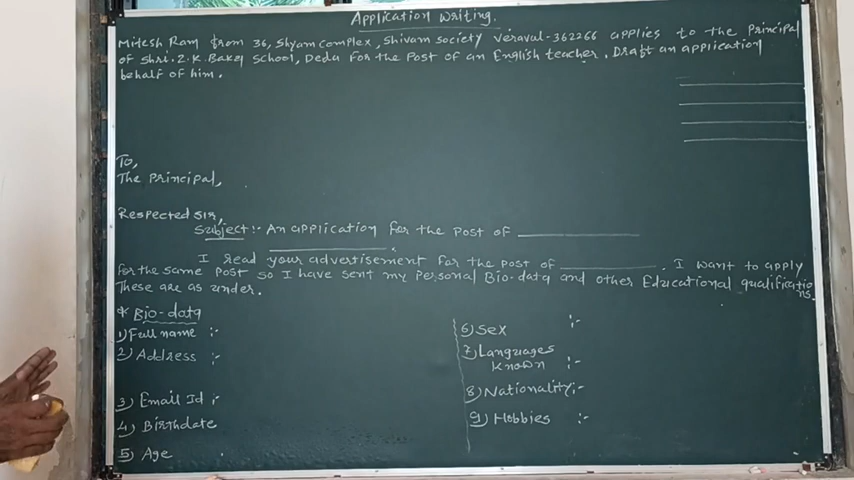 Application Writing.
Mitesh Ram from 36, Shyam complex, Shivam society Veraval-362266 applies to the Principal
of Shri. Z.K. Baker School, Deda for the Post of an English teacher. Draft an application
behalf of him.
To,
The Principal,
Respected Sir,
Subject:- An application for the post of
I read your advertisement for the post of . I want to apply
for the same post so I have sent my Personal Bio-data and other Educational qualifications.
These are as under.
* Bio-data
1) Full name :-
2) Address :-
3) Email Id :-
4) Birthdate
5) Age
6) Sex :-
7) Languages
Known :-
8) Nationality:-
9) Hobbies :-